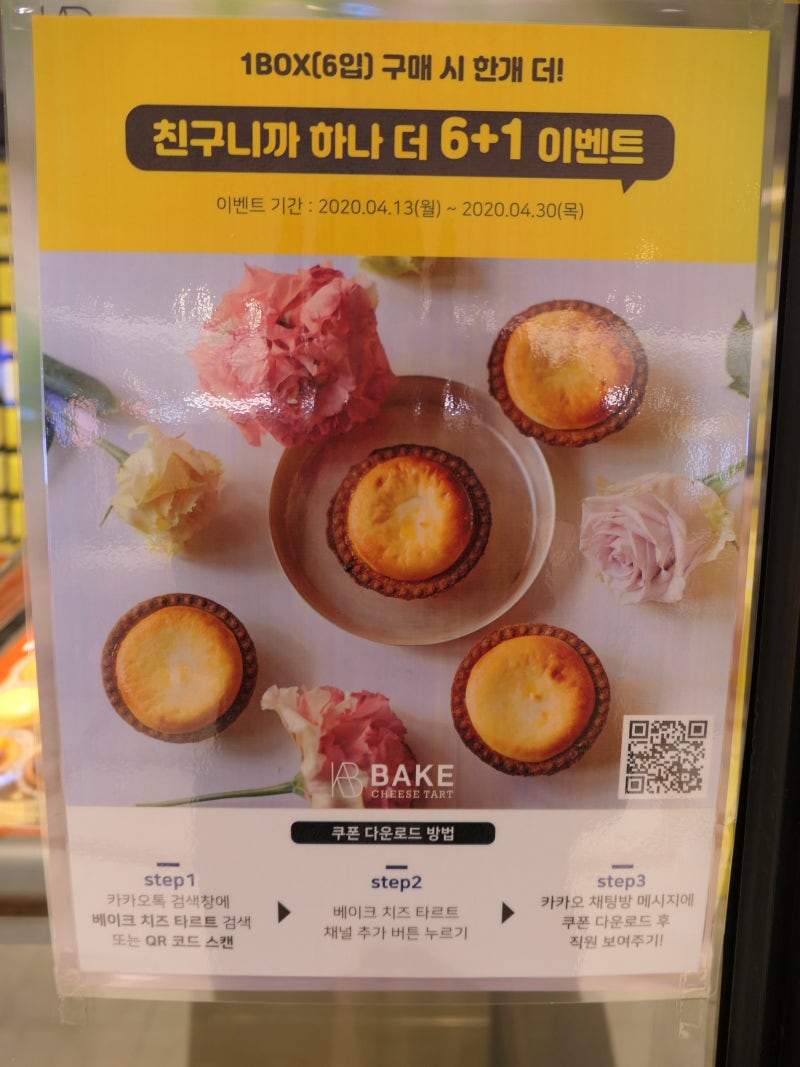 1BOX(6입) 구매 시 한개 더!
친구니까 하나 더 6+1 이벤트
이벤트 기간 : 2020.04.13(월) ~ 2020.04.30(목)
BAKE
CHEESE TART
쿠폰 다운로드 방법
step1
카카오톡 검색창에
베이크 치즈 타르트 검색
또는 QR 코드 스캔
step2
베이크 치즈 타르트
채널 추가 버튼 누르기
step3
카카오 채팅방 메시지에
쿠폰 다운로드 후
직원 보여주기!